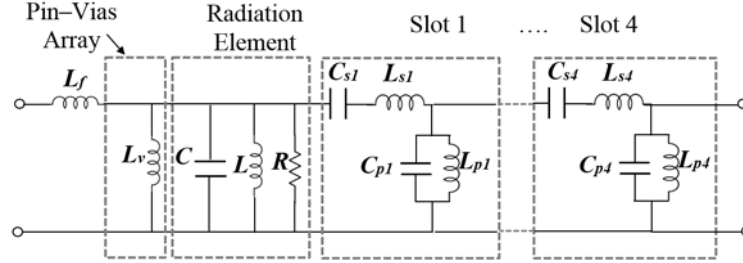 Pin–Vias Radiation Slot 1 .... Slot 4
Array Element
Cs1 Ls1 Cs4 Ls4
Lf
Lv C L R Cp1 Lp1 Cp4 Lp4